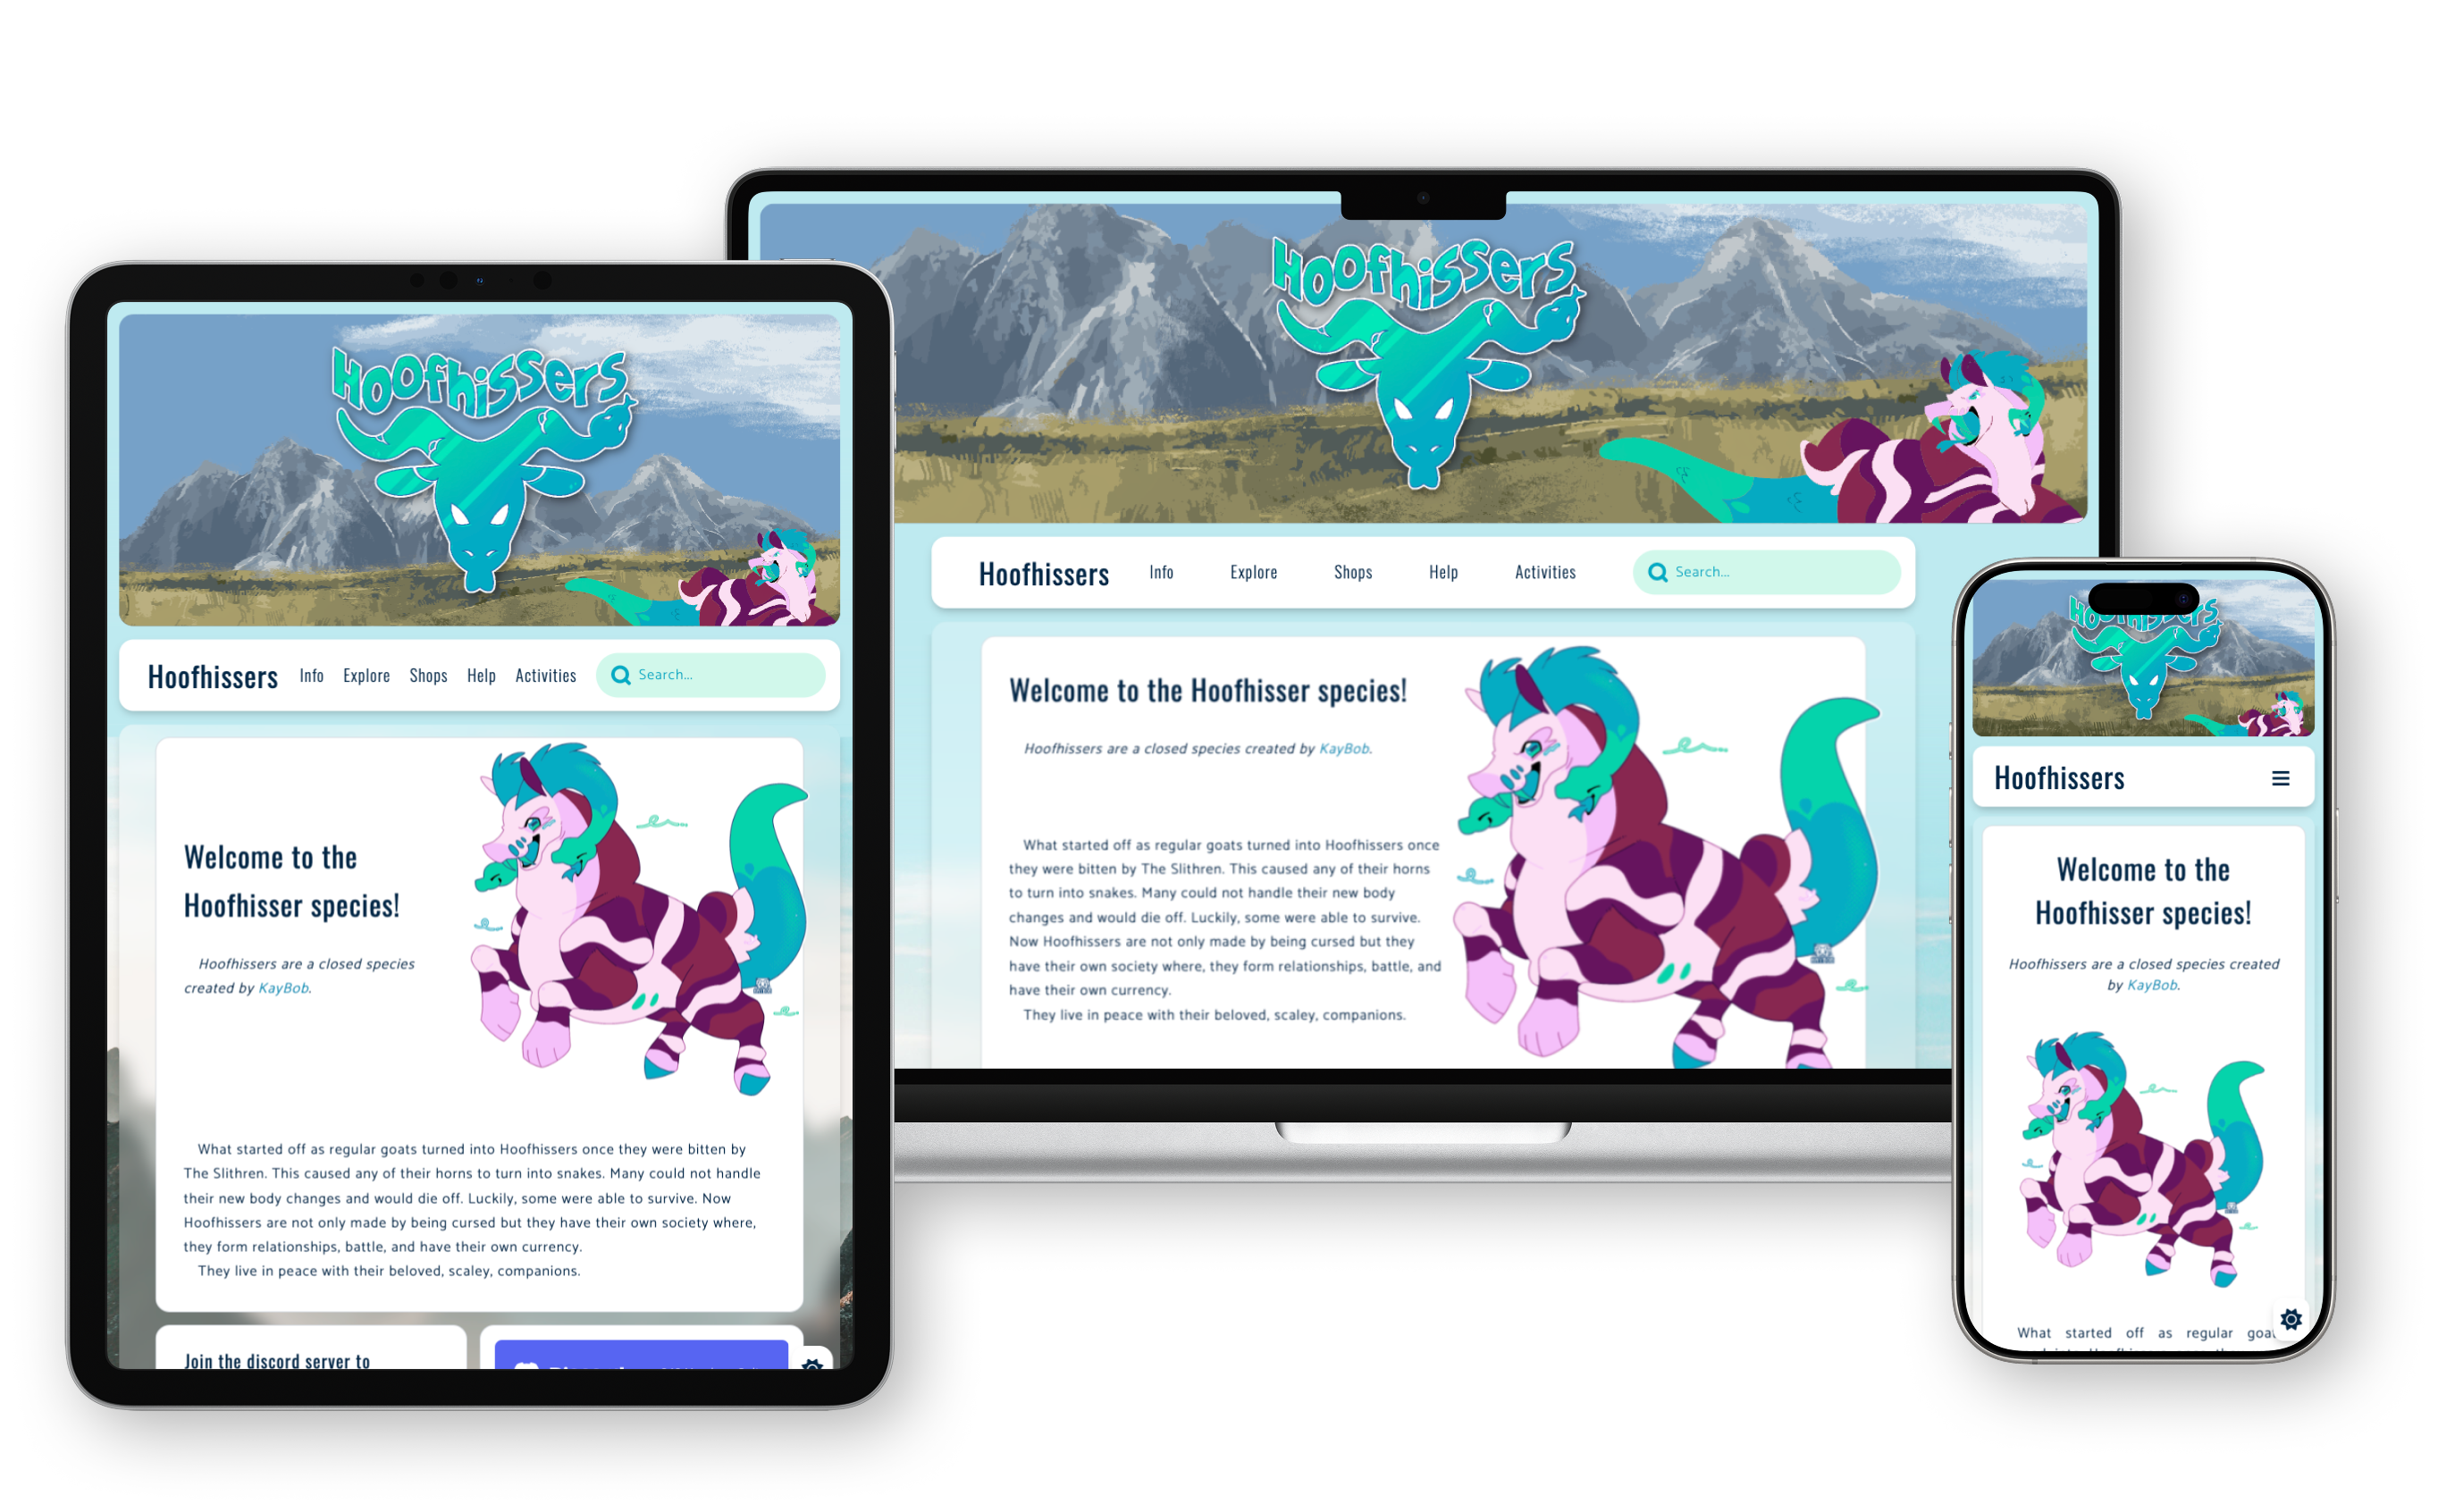 Hoofhissers
Hoofhissers Info Explore Shops Help Activities Search...
Welcome to the
Hoofhisser species!
Hoofhissers are a closed species
created by KayBob.
What started off as regular goats turned into Hoofhissers once they were bitten by
The Slithren. This caused any of their horns to turn into snakes. Many could not handle
their new body changes and would die off. Luckily, some were able to survive. Now
Hoofhissers are not only made by being cursed but they have their own society where,
they form relationships, battle, and have their own currency.
They live in peace with their beloved, scaley, companions.
Join the discord server to
Hoofhissers
Hoofhissers Info Explore Shops Help Activities Search...
Welcome to the Hoofhisser species!
Hoofhissers are a closed species created by KayBob.
What started off as regular goats turned into Hoofhissers once
they were bitten by The Slithren. This caused any of their horns
to turn into snakes. Many could not handle their new body
changes and would die off. Luckily, some were able to survive.
Now Hoofhissers are not only made by being cursed but they
have their own society where, they form relationships, battle, and
have their own currency.
They live in peace with their beloved, scaley, companions.
Hoofhissers
Hoofhissers
Welcome to the
Hoofhisser species!
Hoofhissers are a closed species created
by KayBob.
What started off as regular